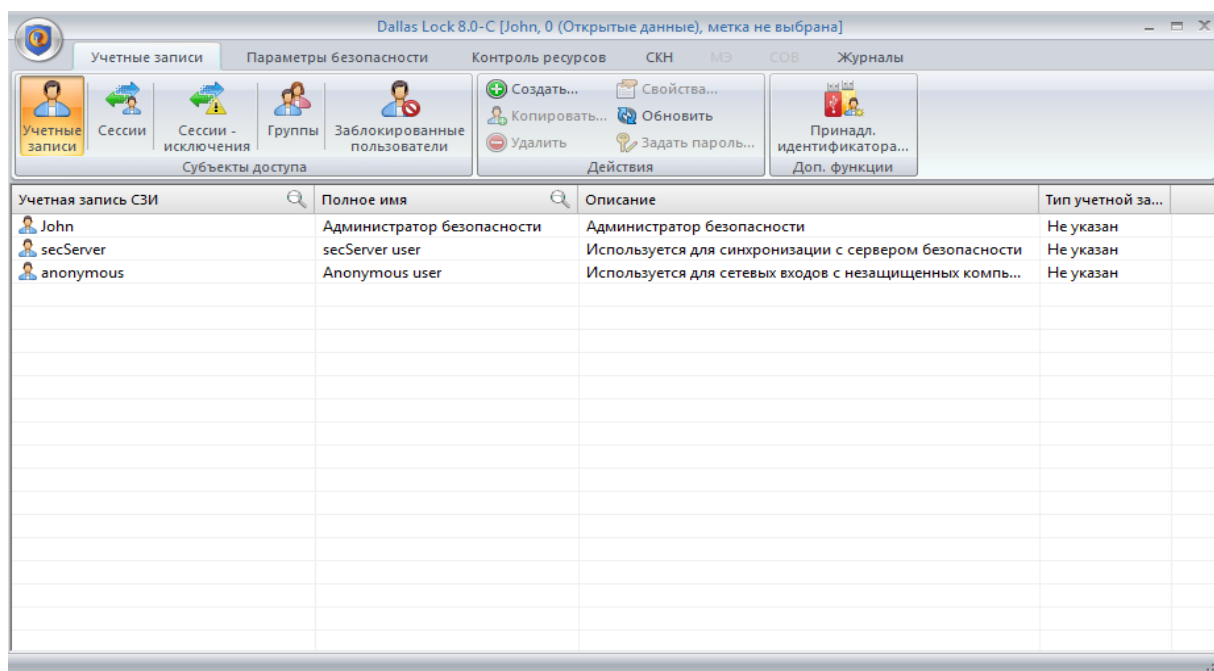 Dallas Lock 8.0-C [John, 0 (Открытые данные), метка не выбрана]
Учетные записи Параметры безопасности Контроль ресурсов СКН МЭ СОВ Журналы
Учетные записи
Сессии
Сессии - исключения
Группы
Заблокированные пользователи
Субъекты доступа
Создать...
Копировать...
Удалить
Свойства...
Обновить
Задать пароль...
Действия
Принадл. идентификатора...
Доп. функции
Учетная запись СЗИ Полное имя Описание Тип учетной за...
John Администратор безопасности Администратор безопасности Не указан
secServer secServer user Используется для синхронизации с сервером безопасности Не указан
anonymous Anonymous user Используется для сетевых входов с незащищенных компь... Не указан